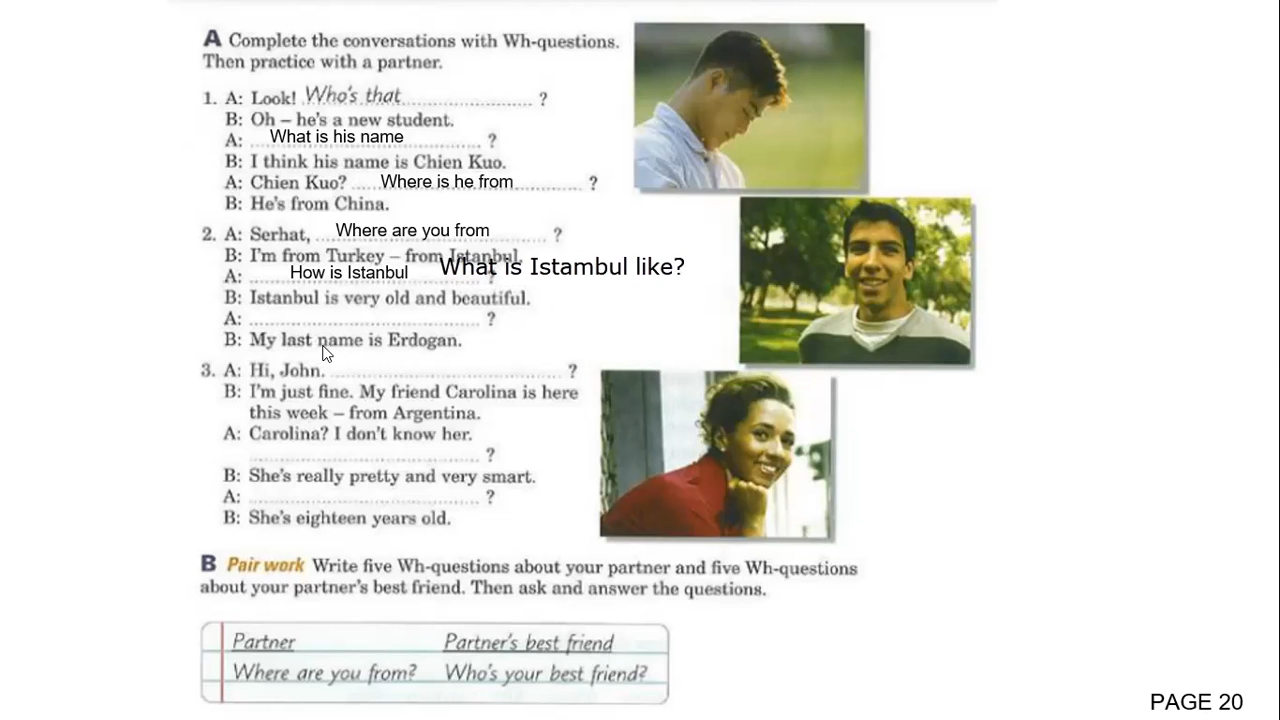 A Complete the conversations with Wh-questions.
Then practice with a partner.
1. A: Look! Who's that ?
B: Oh – he's a new student.
A: What is his name ?
B: I think his name is Chien Kuo.
A: Chien Kuo? Where is he from ?
B: He's from China.
2. A: Serhat, Where are you from ?
B: I'm from Turkey – from Istanbul.
A: How is Istanbul What is Istambul like? ?
B: Istanbul is very old and beautiful.
A: ?
B: My last name is Erdogan.
3. A: Hi, John. ?
B: I'm just fine. My friend Carolina is here
this week – from Argentina.
A: Carolina? I don't know her.
?
B: She's really pretty and very smart.
A: ?
B: She's eighteen years old.
B Pair work Write five Wh-questions about your partner and five Wh-questions
about your partner's best friend. Then ask and answer the questions.
Partner Partner's best friend
Where are you from? Who's your best friend?
PAGE 20